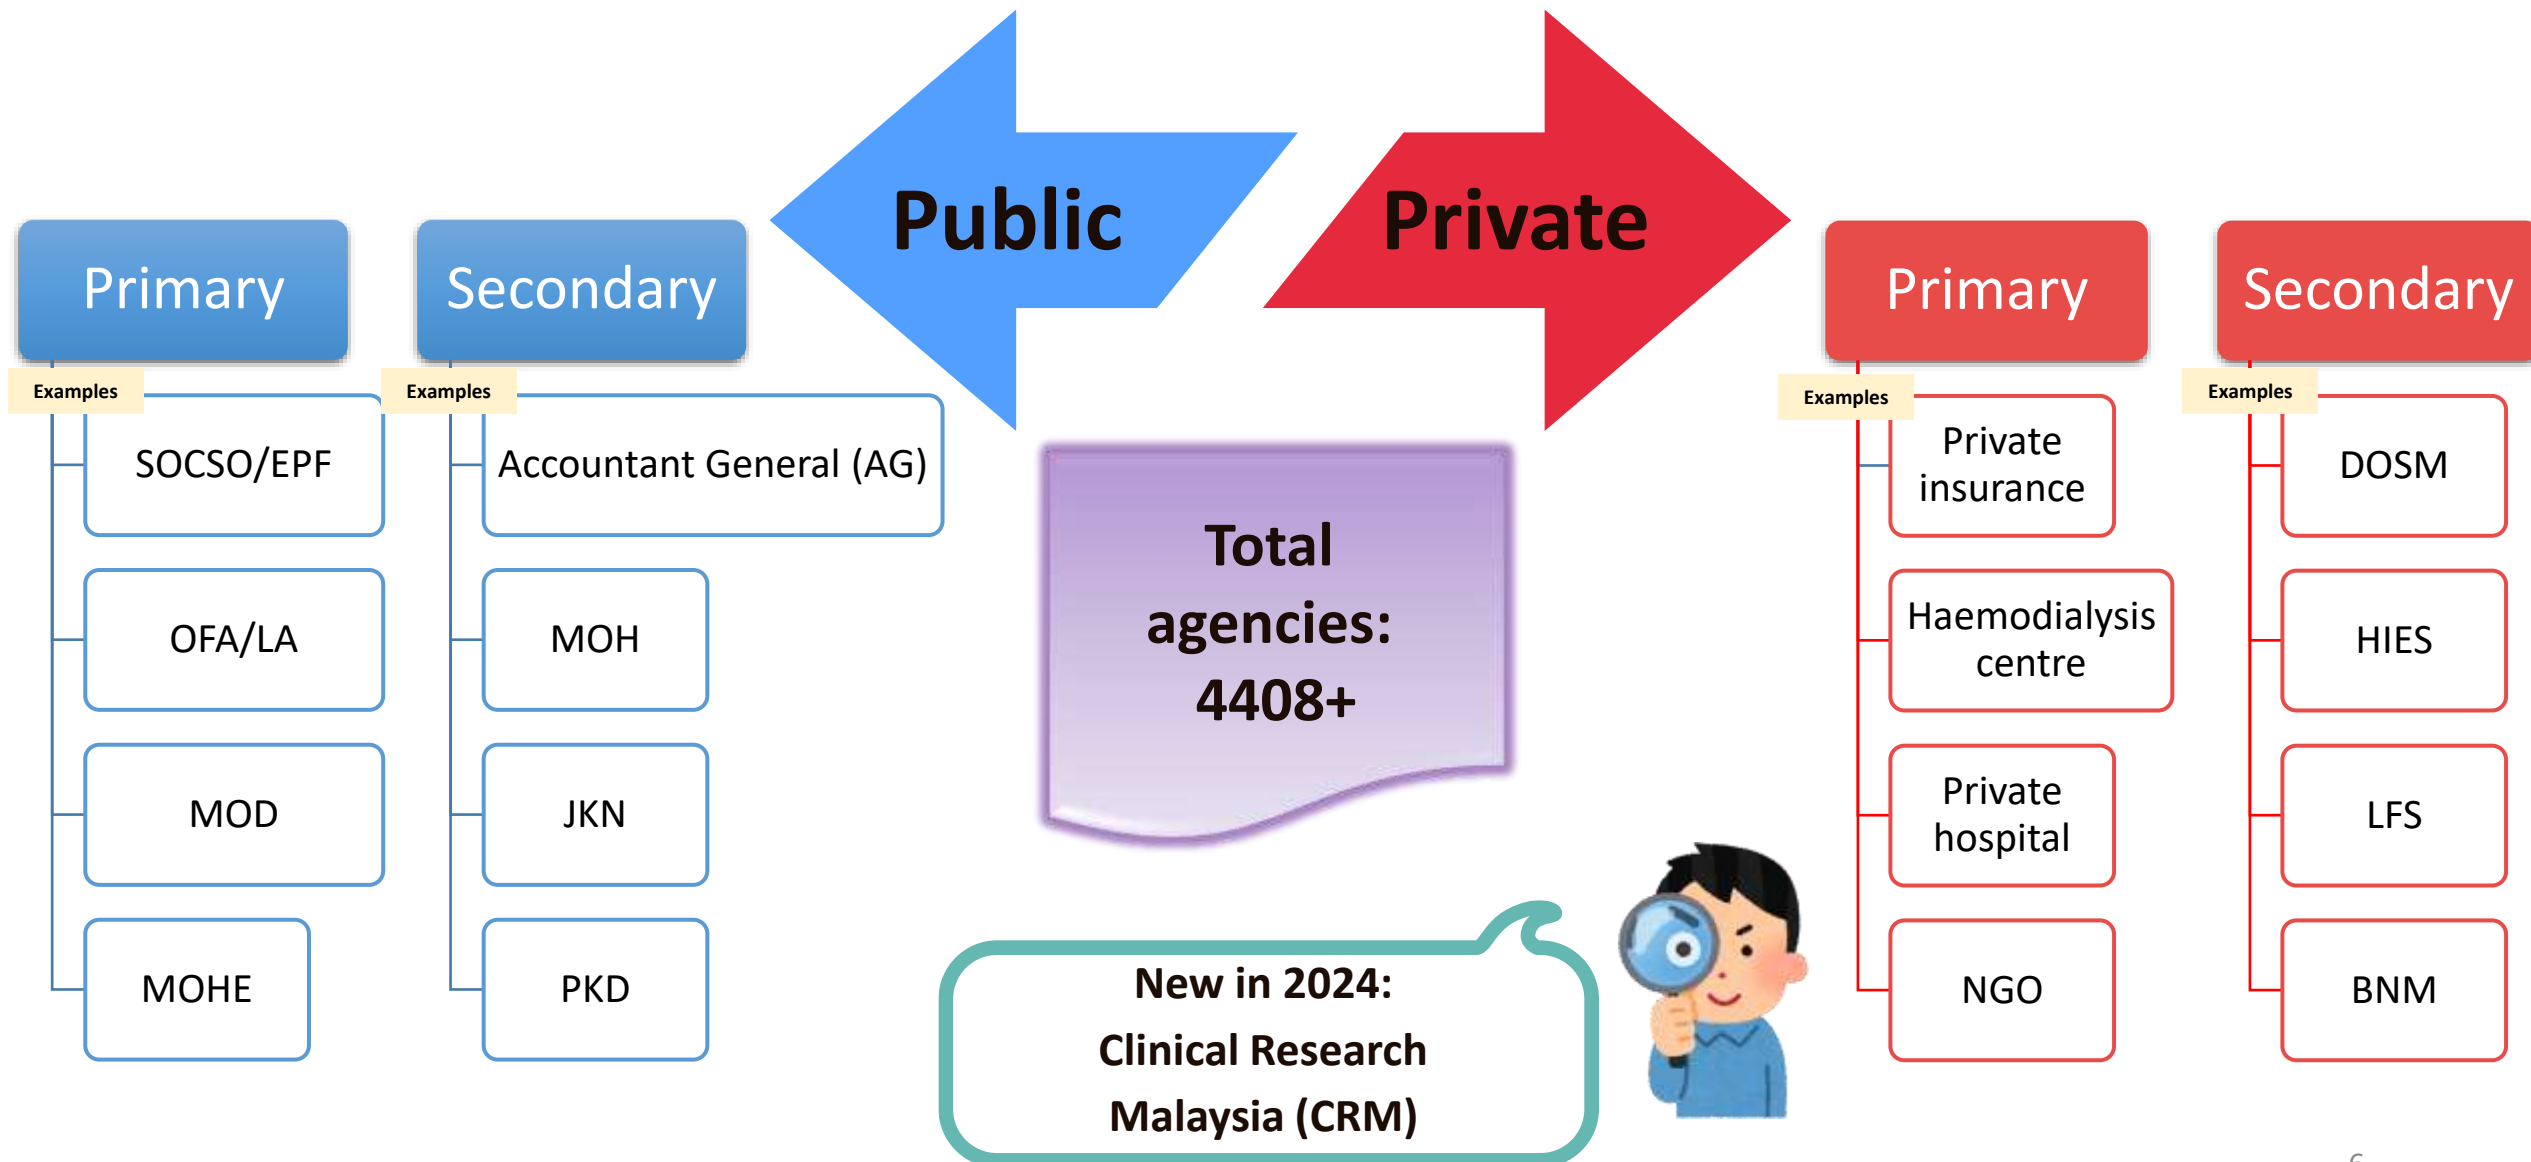 Public
Private
Primary
Examples
SOCSO/EPF
OFA/LA
MOD
MOHE
Secondary
Examples
Accountant General (AG)
MOH
JKN
PKD
Total
agencies:
4408+
New in 2024:
Clinical Research
Malaysia (CRM)
Primary
Examples
Private
insurance
Haemodialysis
centre
Private
hospital
NGO
Secondary
Examples
DOSM
HIES
LFS
BNM